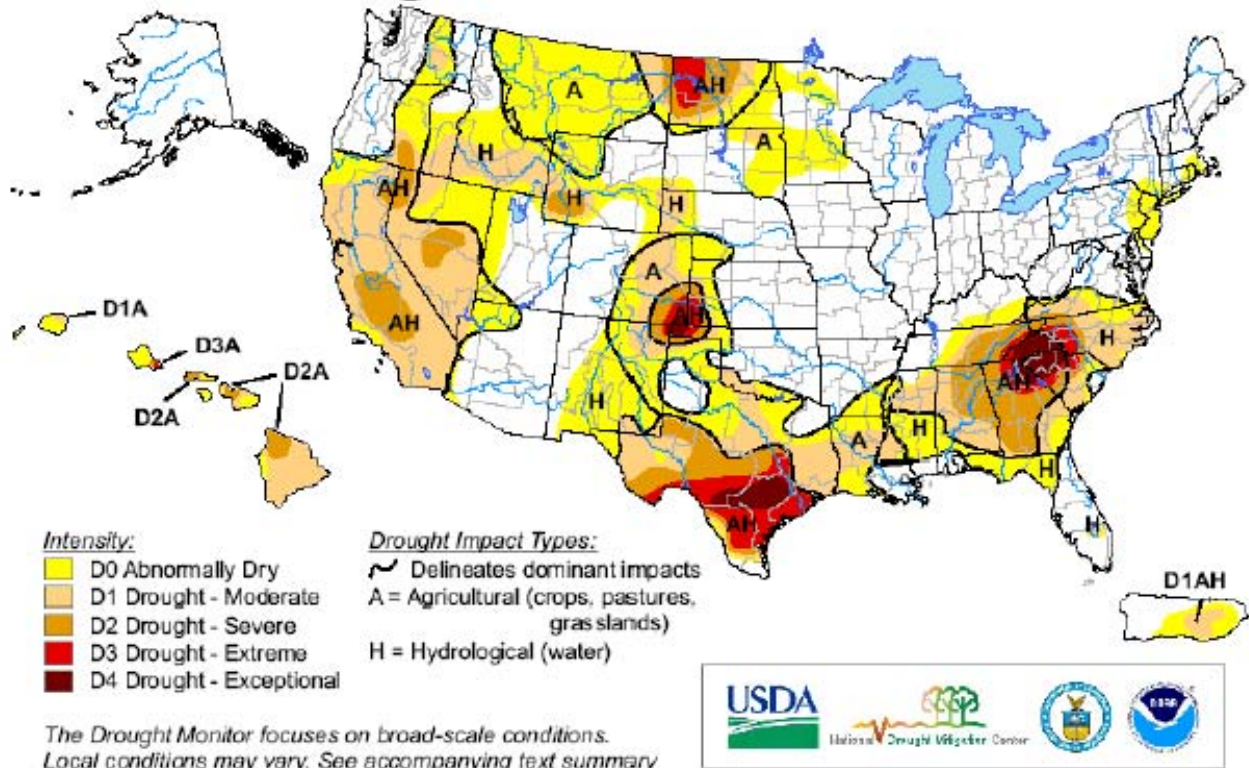 A
AH
A
H
AH
H
H
A
AH
AH
H
AH
H
A
H
H
AH
H
D1A
D3A
D2A
D2A
D1AH
Intensity:
D0 Abnormally Dry
D1 Drought - Moderate
D2 Drought - Severe
D3 Drought - Extreme
D4 Drought - Exceptional
Drought Impact Types:
Delineates dominant impacts
A = Agricultural (crops, pastures,
grasslands)
H = Hydrological (water)
The Drought Monitor focuses on broad-scale conditions.
Local conditions may vary. See accompanying text summary
USDA
National Drought Mitigation Center